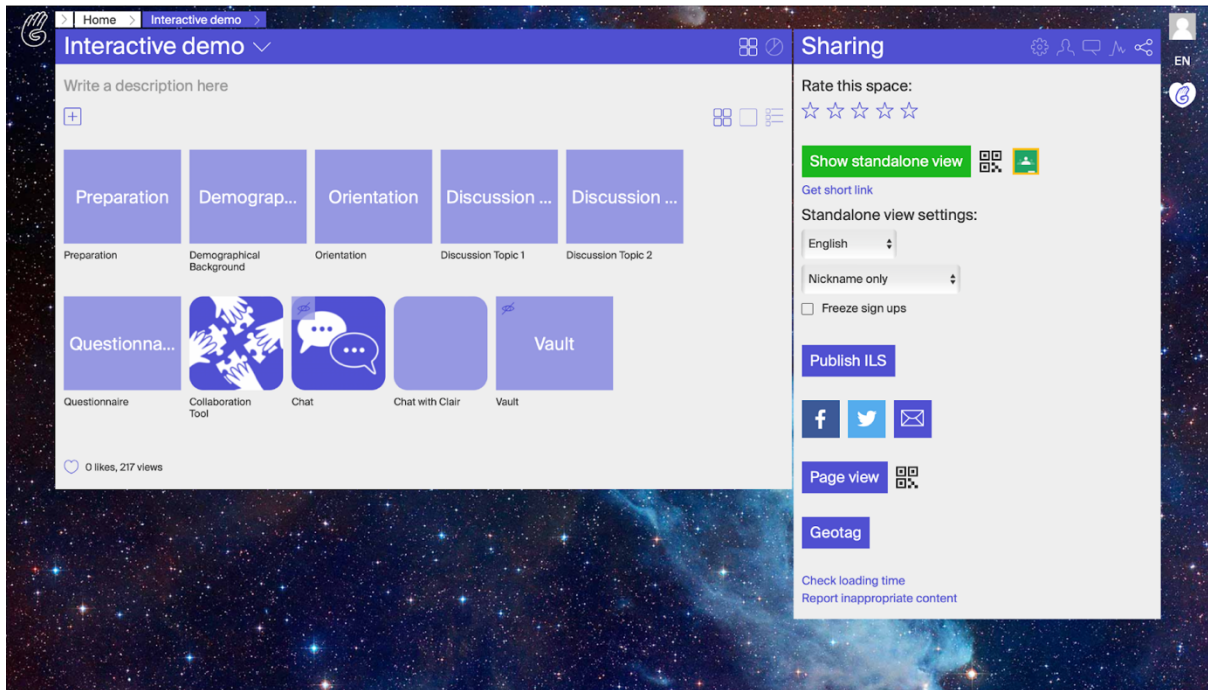 Home
Interactive demo
Interactive demo
Write a description here
Preparation
Demograp...
Orientation
Discussion ...
Discussion ...
Preparation
Demographical
Background
Orientation
Discussion Topic 1
Discussion Topic 2
Questionna...
Vault
Questionnaire
Collaboration
Tool
Chat
Chat with Clair
Vault
0 likes, 217 views
Sharing
Rate this space:
Show standalone view
Get short link
Standalone view settings:
English
Nickname only
Freeze sign ups
Publish ILS
Page view
Geotag
Check loading time
Report inappropriate content
EN